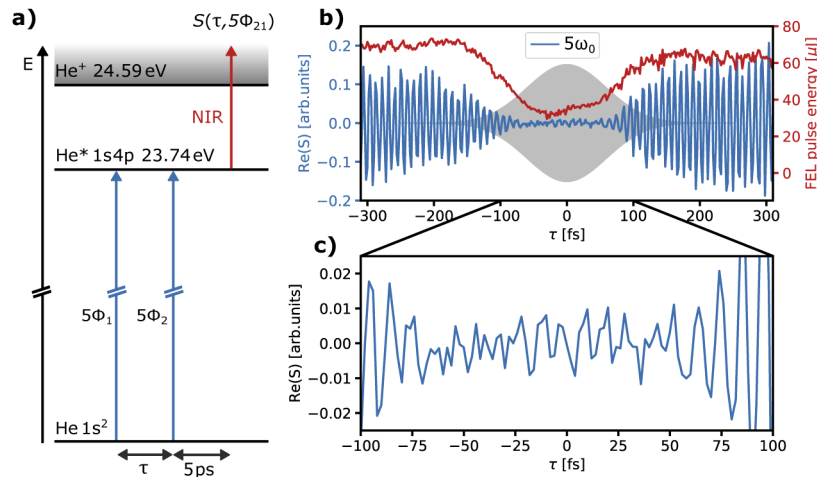 a)
S(τ,5Φ₂₁)
E
He⁺ 24.59 eV
NIR
He* 1s4p 23.74 eV
5Φ₁
5Φ₂
He 1s²
τ
5ps
b)
5ω₀
Re(S) [arb.units]
0.2
0.1
0.0
−0.1
−0.2
FEL pulse energy [µJ]
80
60
40
20
0
−300 −200 −100 0 100 200 300
τ [fs]
c)
Re(S) [arb.units]
0.02
0.01
0.00
−0.01
−0.02
−100 −75 −50 −25 0 25 50 75 100
τ [fs]